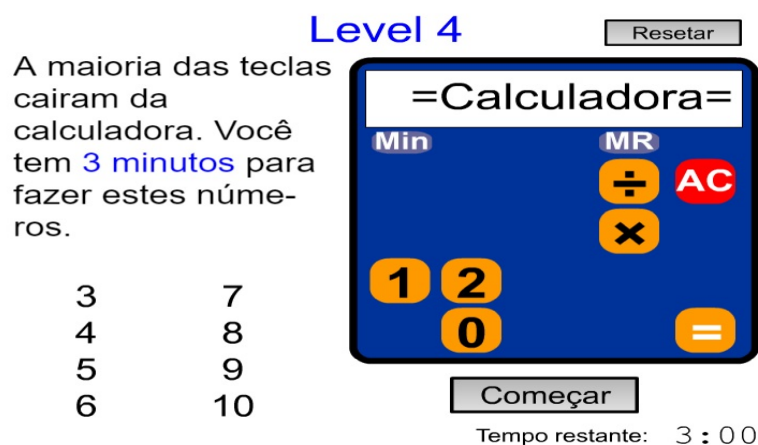 Level 4
Resetar
A maioria das teclas
cairam da
calculadora. Você
tem 3 minutos para
fazer estes núme-
ros.
3 7
4 8
5 9
6 10
=Calculadora=
Min MR
÷ AC
×
1 2
0 =
Começar
Tempo restante: 3:00